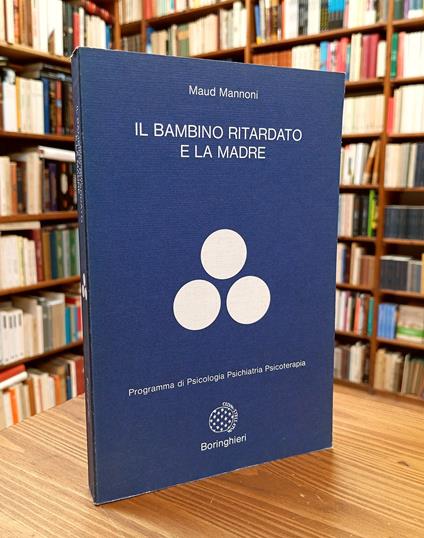 Maud Mannoni
IL BAMBINO RITARDATO
E LA MADRE
Programma di Psicologia Psichiatria Psicoterapia
Boringhieri